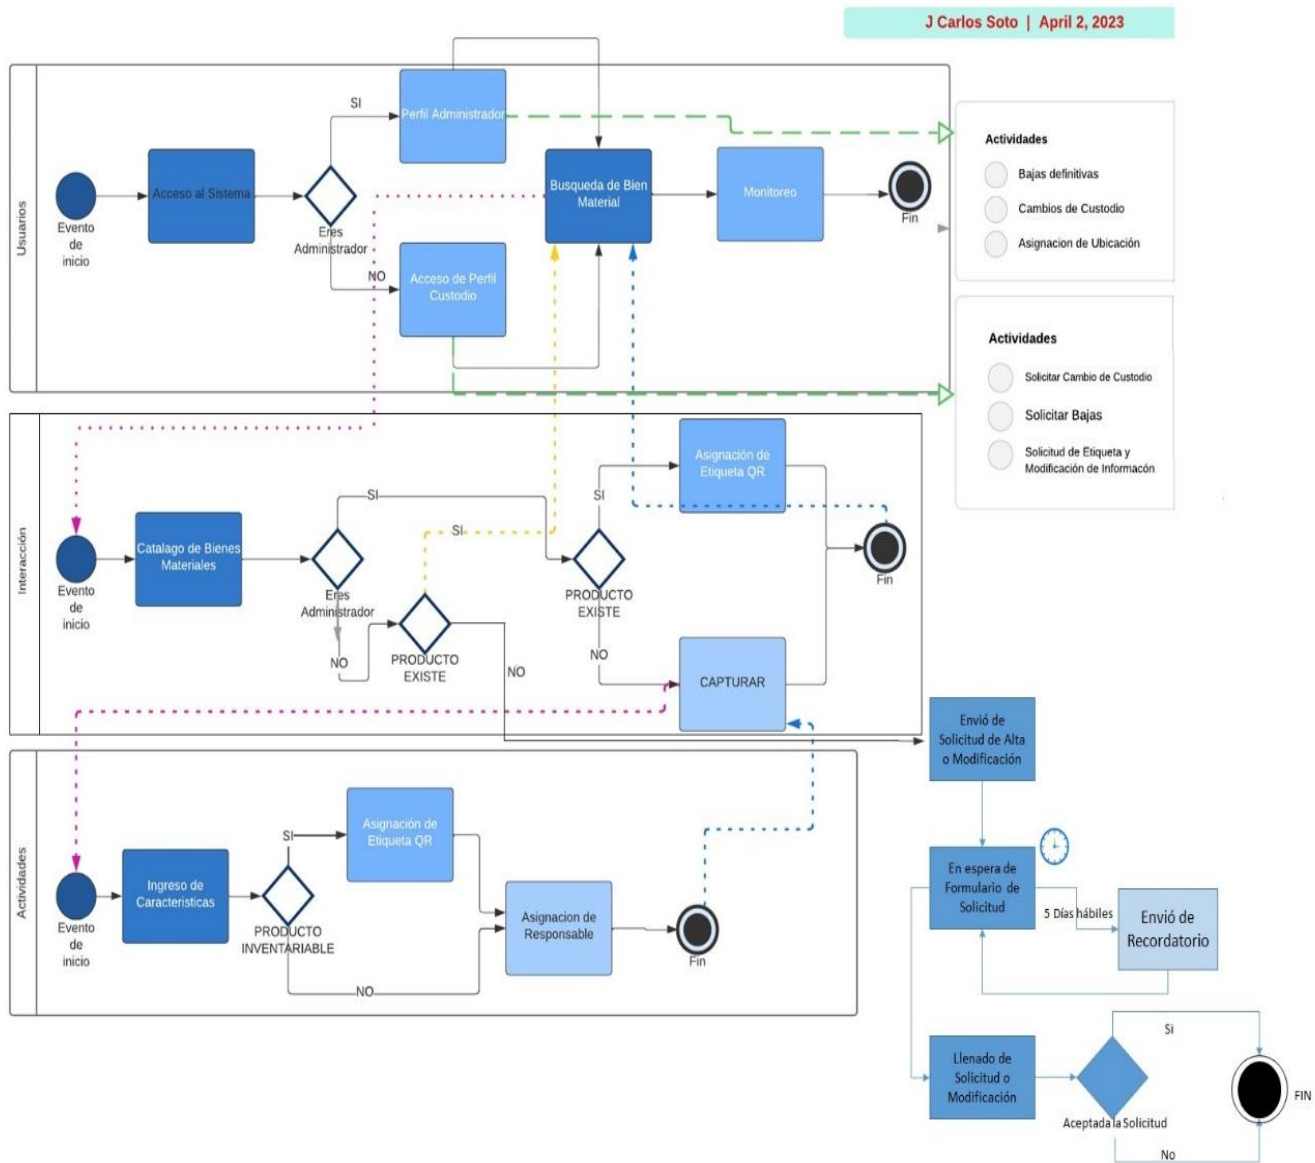 J Carlos Soto | April 2, 2023
Usuarios
Evento
de
inicio
Acceso al Sistema
Eres
Administrador
SI
NO
Perfil Administrador
Acceso de Perfil
Custodio
Busqueda de Bien
Material
Monitoreo
Fin
Actividades
Bajas definitivas
Cambios de Custodio
Asignacion de Ubicación
Actividades
Solicitar Cambio de Custodio
Solicitar Bajas
Solicitud de Etiqueta y
Modificación de Informacón
Interacción
Evento
de
inicio
Catalago de Bienes
Materiales
Eres
Administrador
SI
NO
PRODUCTO
EXISTE
SI
NO
PRODUCTO
EXISTE
SI
NO
Asignación de
Etiqueta QR
CAPTURAR
Fin
Actividades
Evento
de
inicio
Ingreso de
Caracteristicas
PRODUCTO
INVENTARIABLE
SI
NO
Asignación de
Etiqueta QR
Asignacion de
Responsable
Fin
Envió de
Solicitud de Alta
o Modificación
En espera de
Formulario de
Solicitud
5 Días hábiles
Envió de
Recordatorio
Llenado de
Solicitud o
Modificación
Aceptada la Solicitud
Si
No
FIN